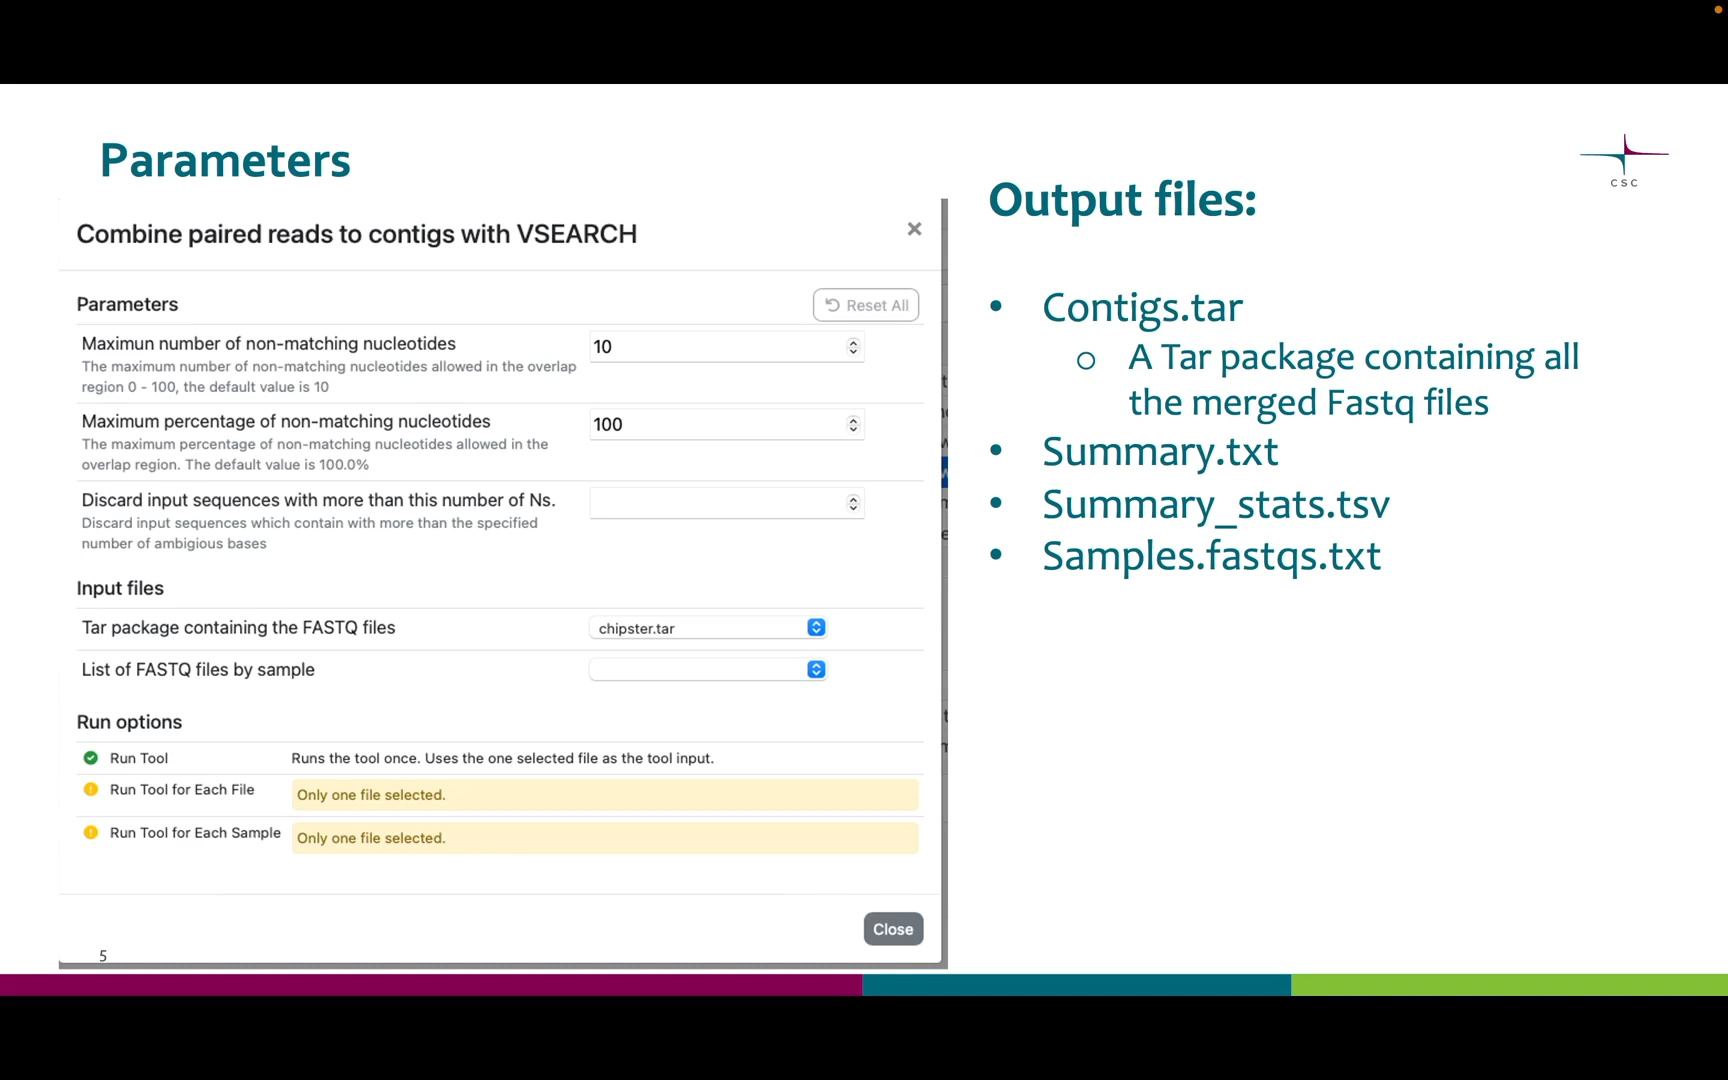 Parameters
Combine paired reads to contigs with VSEARCH
×
Parameters
Reset All
Maximun number of non-matching nucleotides
10
The maximum number of non-matching nucleotides allowed in the overlap
region 0 - 100, the default value is 10
Maximum percentage of non-matching nucleotides
100
The maximum percentage of non-matching nucleotides allowed in the
overlap region. The default value is 100.0%
Discard input sequences with more than this number of Ns.
Discard input sequences which contain with more than the specified
number of ambigious bases
Input files
Tar package containing the FASTQ files
chipster.tar
List of FASTQ files by sample
Run options
Run Tool
Runs the tool once. Uses the one selected file as the tool input.
Run Tool for Each File
Only one file selected.
Run Tool for Each Sample
Only one file selected.
Close
5
CSC
Output files:
• Contigs.tar
o A Tar package containing all
the merged Fastq files
• Summary.txt
• Summary_stats.tsv
• Samples.fastqs.txt